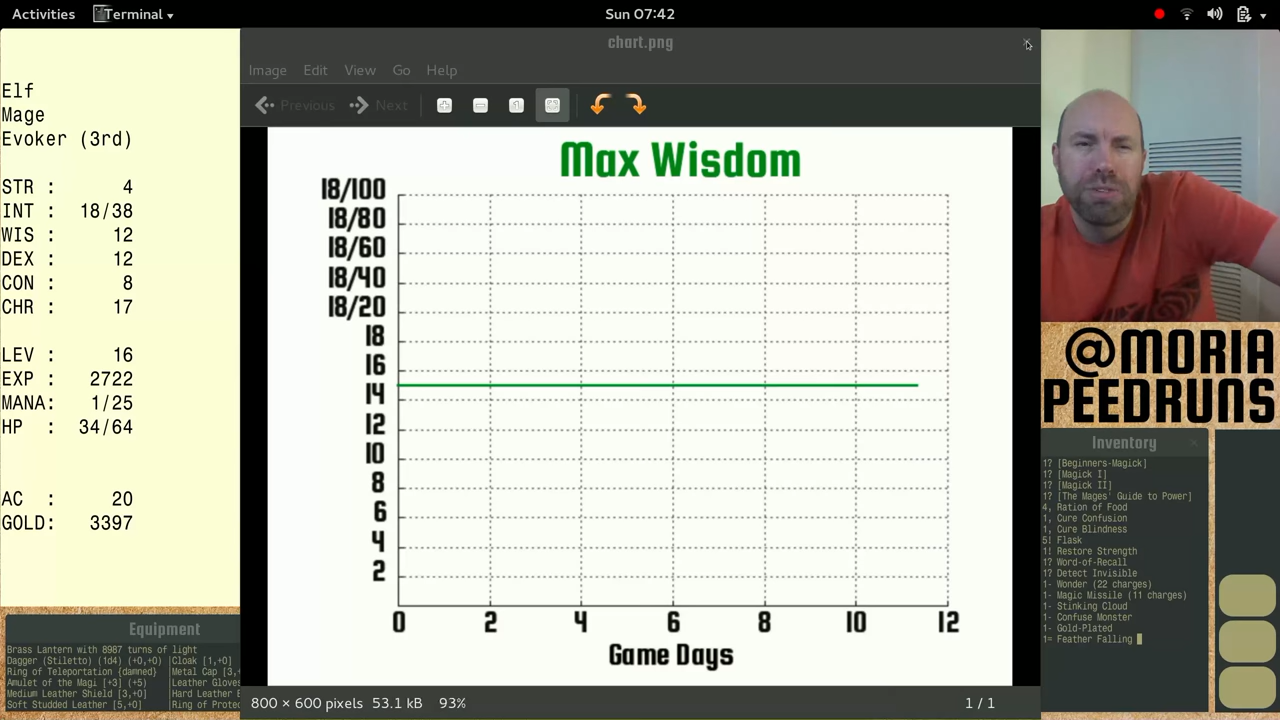 Activities
Terminal
Sun 07:42
Elf
Mage
Evoker (3rd)
STR : 4
INT : 18/38
WIS : 12
DEX : 12
CON : 8
CHR : 17
LEV : 16
EXP : 2722
MANA: 1/25
HP : 34/64
AC : 20
GOLD: 3397
Equipment
Brass Lantern with 8987 turns of light
Dagger (Stiletto) (1d4) (+0,+0) |Cloak [1,+0]
Ring of Teleportation {damned} |Metal Cap [3,+
Amulet of the Magi [+3] (+5) |Leather Gloves
Medium Leather Shield [3,+0] |Hard Leather B
Soft Studded Leather [5,+0] |Ring of Protec
chart.png
Image Edit View Go Help
Previous Next
Max Wisdom
18/100
18/80
18/60
18/40
18/20
18
16
14
12
10
8
6
4
2
0 2 4 6 8 10 12
Game Days
800 × 600 pixels 53.1 kB 93%
1 / 1
@MORIA
PEEDRUNS
Inventory
1? [Beginners-Magick]
1? [Magick I]
1? [Magick II]
1? [The Mages' Guide to Power]
4, Ration of Food
1, Cure Confusion
1, Cure Blindness
5! Flask
1! Restore Strength
1? Word-of-Recall
1? Detect Invisible
1- Wonder (22 charges)
1- Magic Missile (11 charges)
1- Stinking Cloud
1- Confuse Monster
1- Gold-Plated
1= Feather Falling